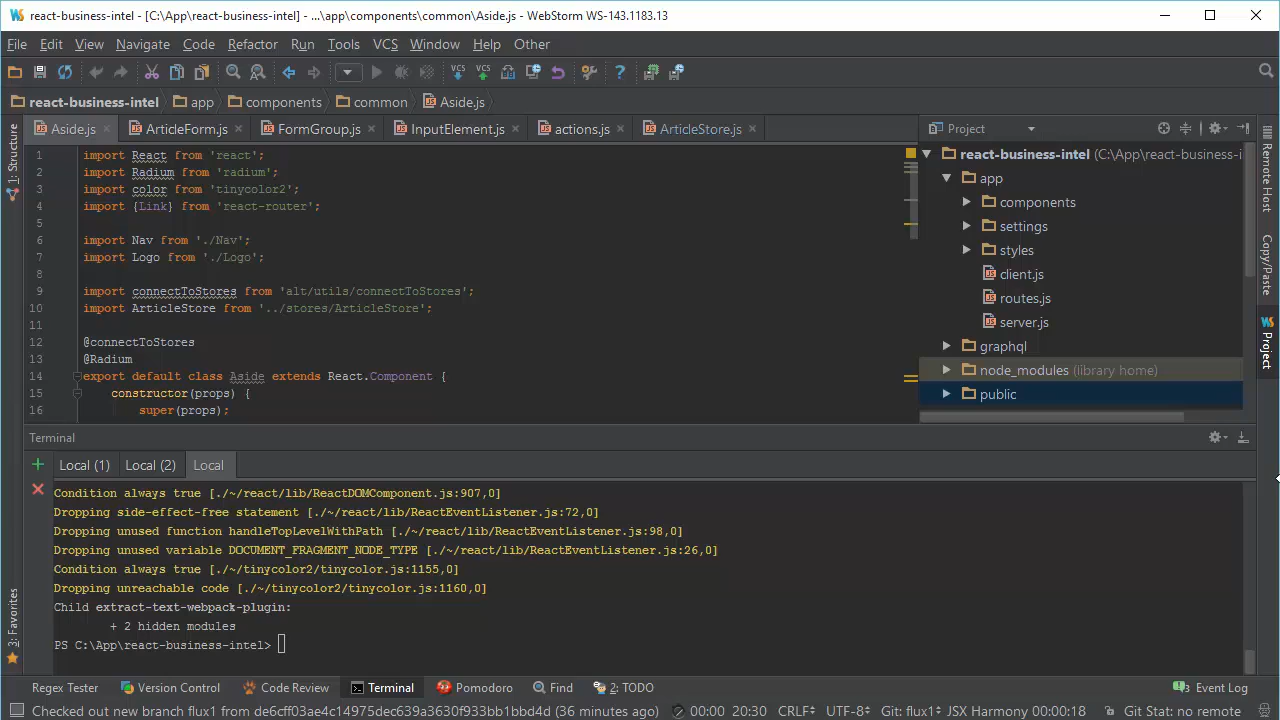 react-business-intel - [C:\App\react-business-intel] - ...\app\components\common\Aside.js - WebStorm WS-143.1183.13
File Edit View Navigate Code Refactor Run Tools VCS Window Help Other
VCS VCS
react-business-intel app components common Aside.js
Aside.js ArticleForm.js FormGroup.js InputElement.js actions.js ArticleStore.js
1 import React from 'react';
2 import Radium from 'radium';
3 import color from 'tinycolor2';
4 import {Link} from 'react-router';
5
6 import Nav from './Nav';
7 import Logo from './Logo';
8
9 import connectToStores from 'alt/utils/connectToStores';
10 import ArticleStore from '../stores/ArticleStore';
11
12 @connectToStores
13 @Radium
14 export default class Aside extends React.Component {
15 constructor(props) {
16 super(props);
Project
react-business-intel (C:\App\react-business-i
app
components
settings
styles
client.js
routes.js
server.js
graphql
node_modules (library home)
public
1: Structure
3: Favorites
Remote Host
Copy/Paste
Project
Terminal
Local (1) Local (2) Local
Condition always true [./~/react/lib/ReactDOMComponent.js:907,0]
Dropping side-effect-free statement [./~/react/lib/ReactEventListener.js:72,0]
Dropping unused function handleTopLevelWithPath [./~/react/lib/ReactEventListener.js:98,0]
Dropping unused variable DOCUMENT_FRAGMENT_NODE_TYPE [./~/react/lib/ReactEventListener.js:26,0]
Condition always true [./~/tinycolor2/tinycolor.js:1155,0]
Dropping unreachable code [./~/tinycolor2/tinycolor.js:1160,0]
Child extract-text-webpack-plugin:
+ 2 hidden modules
PS C:\App\react-business-intel>
Regex Tester Version Control Code Review Terminal Pomodoro Find 2: TODO Event Log
Checked out new branch flux1 from de6cff03ae4c14975dec639a3630f933bb1bbd4d (36 minutes ago) 00:00 20:30 CRLF UTF-8 Git: flux1 JSX Harmony 00:00:18 Git Stat: no remote